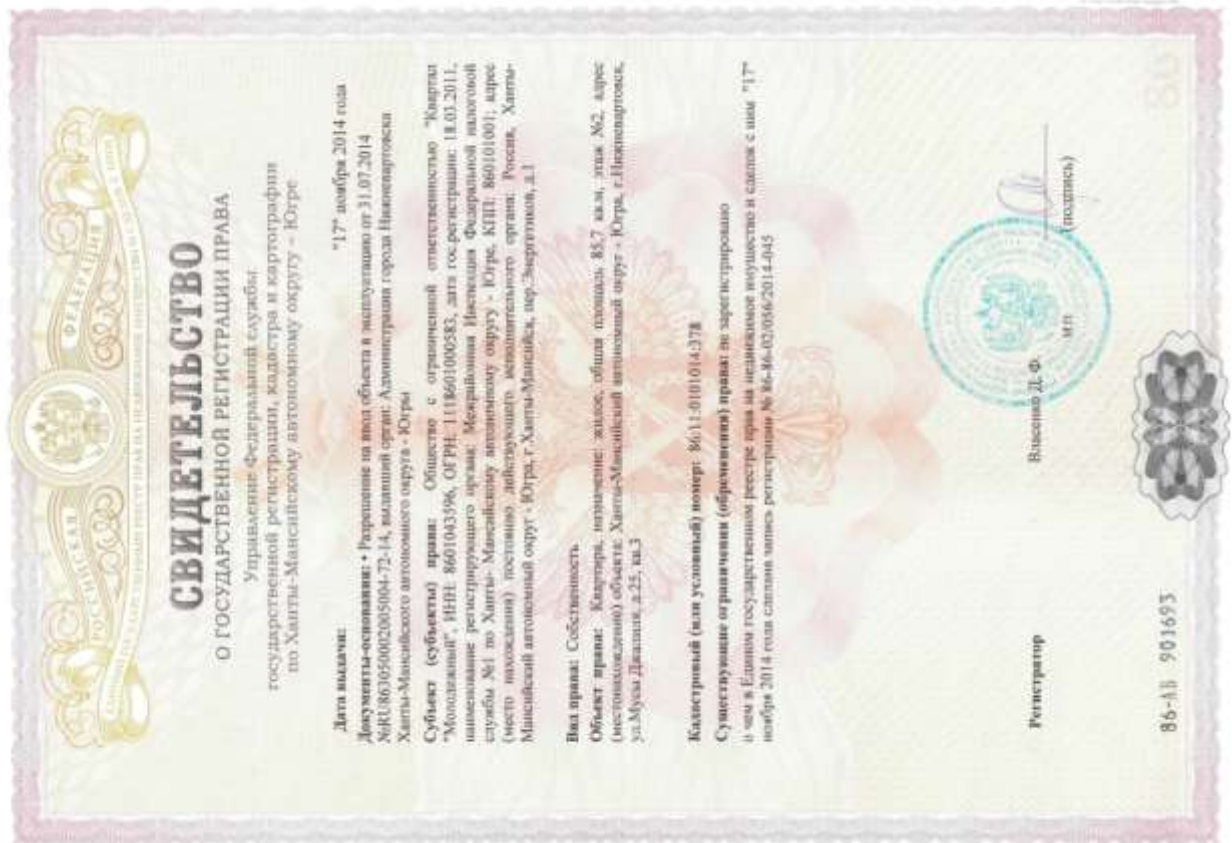 РОССИЙСКАЯ ФЕДЕРАЦИЯ
СВИДЕТЕЛЬСТВО
О ГОСУДАРСТВЕННОЙ РЕГИСТРАЦИИ ПРАВА
Управление Федеральной службы
государственной регистрации, кадастра и картографии
по Ханты-Мансийскому автономному округу - Югре
Дата выдачи: "17" ноября 2014 года
Документы-основания: • Разрешение на ввод объекта в эксплуатацию от 31.07.2014
№RU863050002005004-72-14, выдавший орган: Администрации города Нижневартовска
Ханты-Мансийского автономного округа - Югры
Субъект (субъекты) права: Общество с ограниченной ответственностью "Квартал
"Молодежный", ИНН: 8601043596, ОГРН: 1118601000583, дата гос.регистрации: 18.03.2011,
наименование регистрирующего органа: Межрайонная Инспекция Федеральной налоговой
службы №1 по Ханты- Мансийскому автономному округу - Югре, КПП: 860101001; адрес
(место нахождения) постоянно действующего исполнительного органа: Россия, Ханты-
Мансийский автономный округ - Югра, г.Ханты-Мансийск, пер.Энергетиков, д.1
Вид права: Собственность
Объект права: Квартира, назначение: жилое, общая площадь 85,7 кв.м, этаж №2, адрес
(местонахождение) объекта: Ханты-Мансийский автономный округ - Югра, г.Нижневартовск,
ул.Мусы Джалиля, д.25, кв.3
Кадастровый (или условный) номер: 86:11:0101014:378
Существующие ограничения (обременения) права: не зарегистрировано
о чем в Едином государственном реестре прав на недвижимое имущество и сделок с ним "17"
ноября 2014 года сделана запись регистрации № 86-86-02/056/2014-045
Регистратор Власенко Д.Ф.
м.п. (подпись)
86-АВ 901693